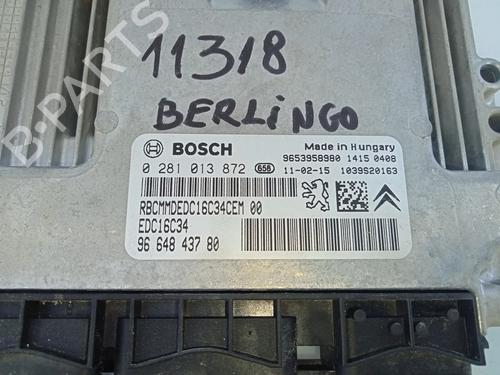 11318
BERLINGO
BOSCH
Made in Hungary
9653958980 1415 0408
0 281 013 872 656 11-02-15 1039S20163
RBCMMDEDC16C34CEM 00
EDC16C34
96 648 437 80
B-PARTS